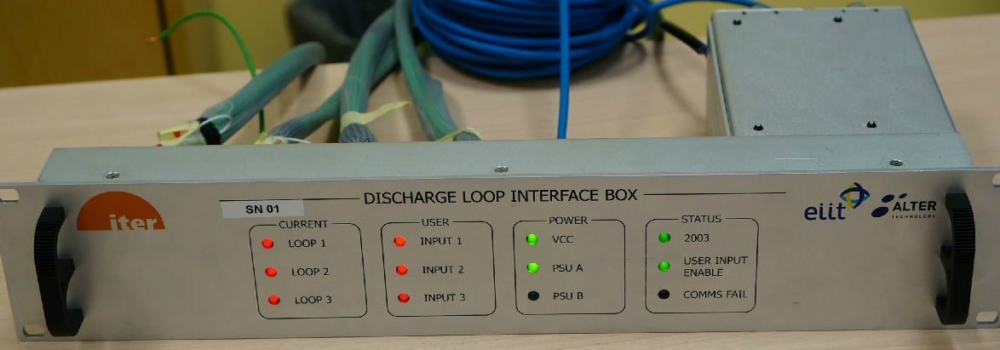 DISCHARGE LOOP INTERFACE BOX
iter
SN 01
eiit
ALTER
TECHNOLOGY
CURRENT
LOOP 1
LOOP 2
LOOP 3
USER
INPUT 1
INPUT 2
INPUT 3
POWER
VCC
PSU A
PSU B
STATUS
2003
USER INPUT
ENABLE
COMMS FAIL